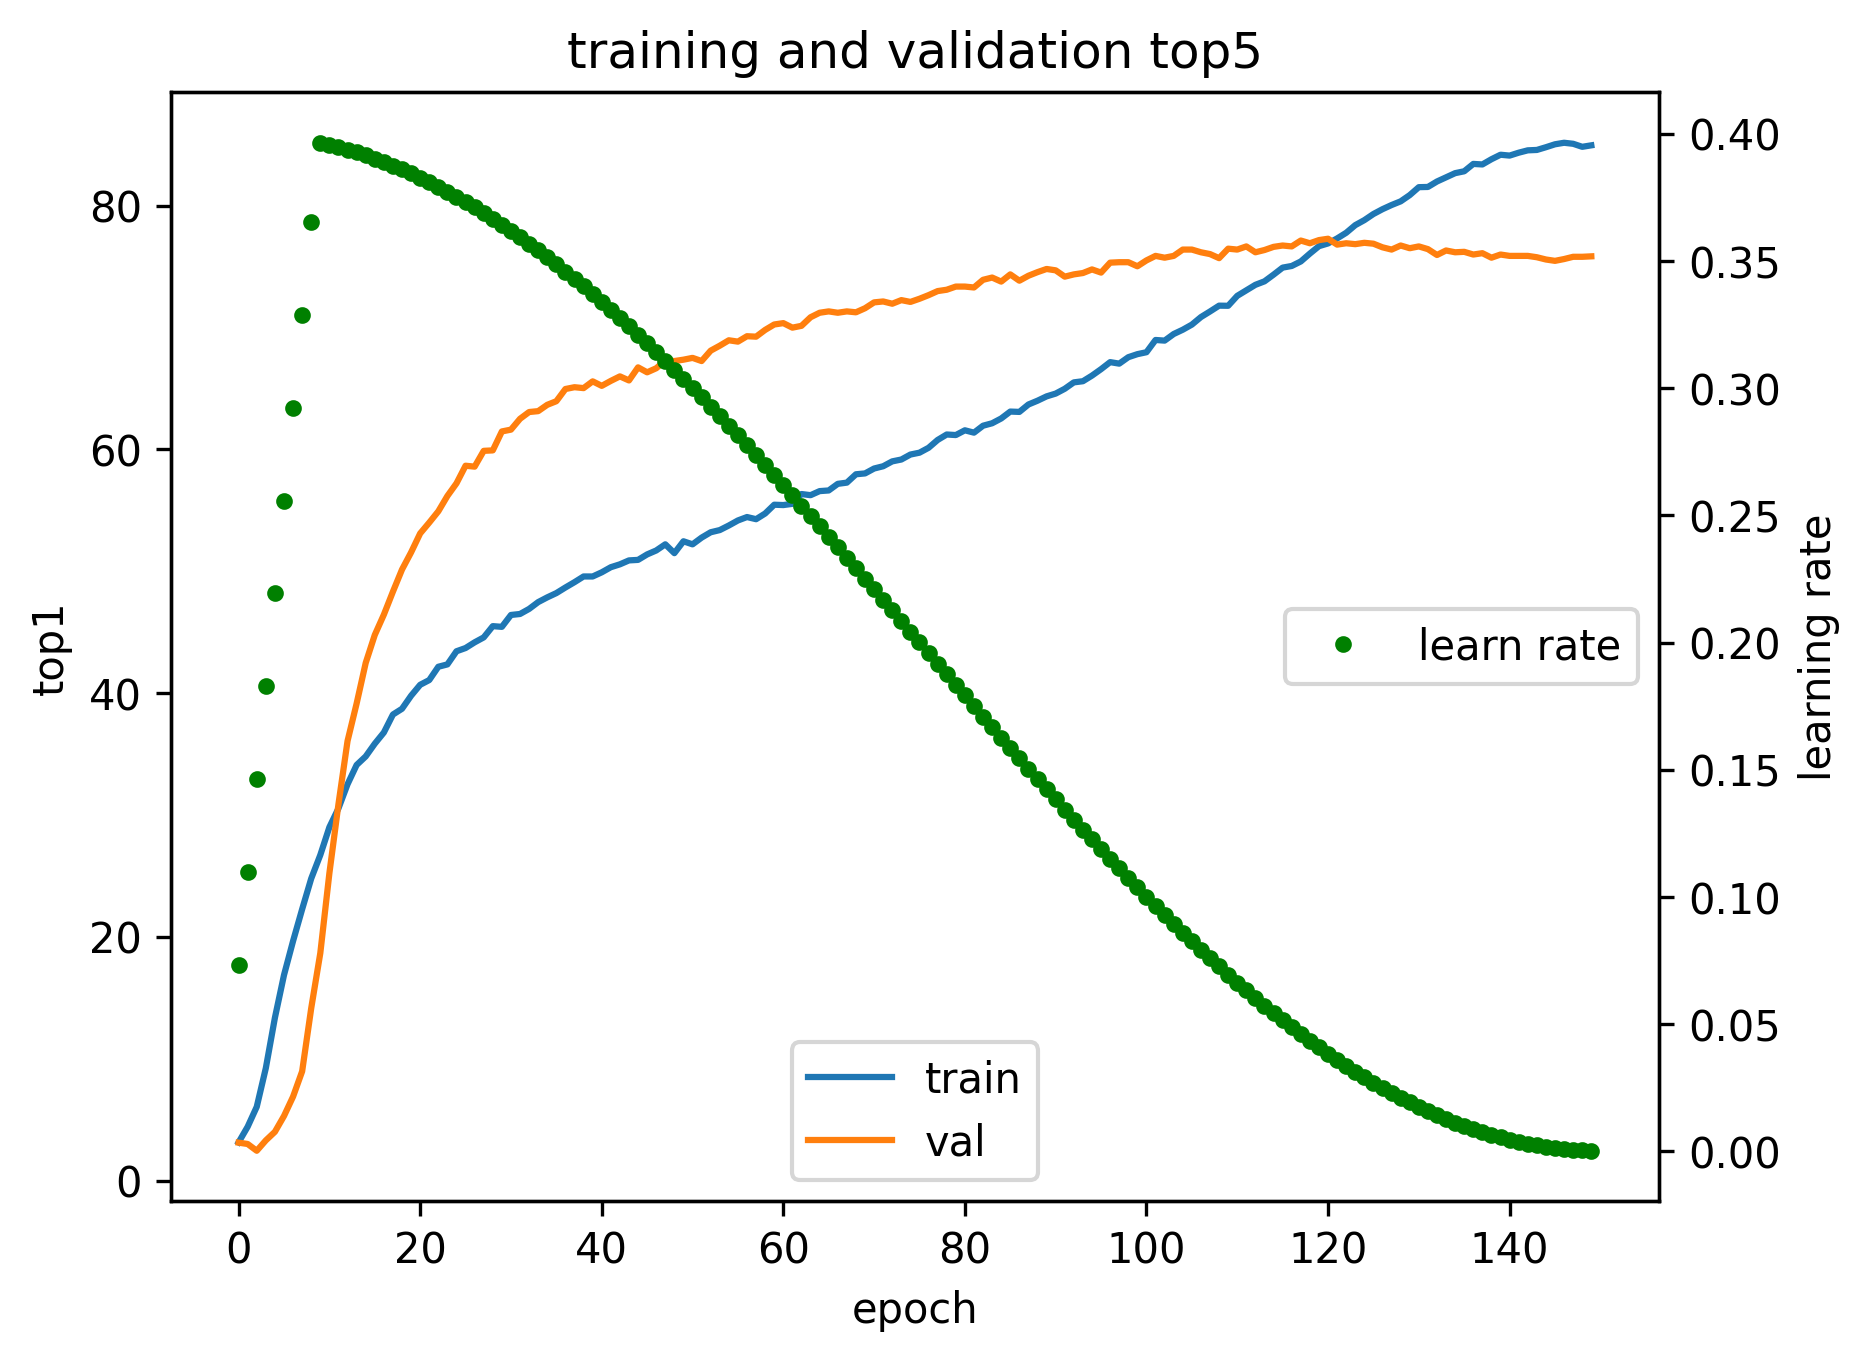 training and validation top5
top1
80
60
40
20
0
0.40
0.35
0.30
0.25
0.20
0.15
0.10
0.05
0.00
learning rate
learn rate
train
val
0 20 40 60 80 100 120 140
epoch